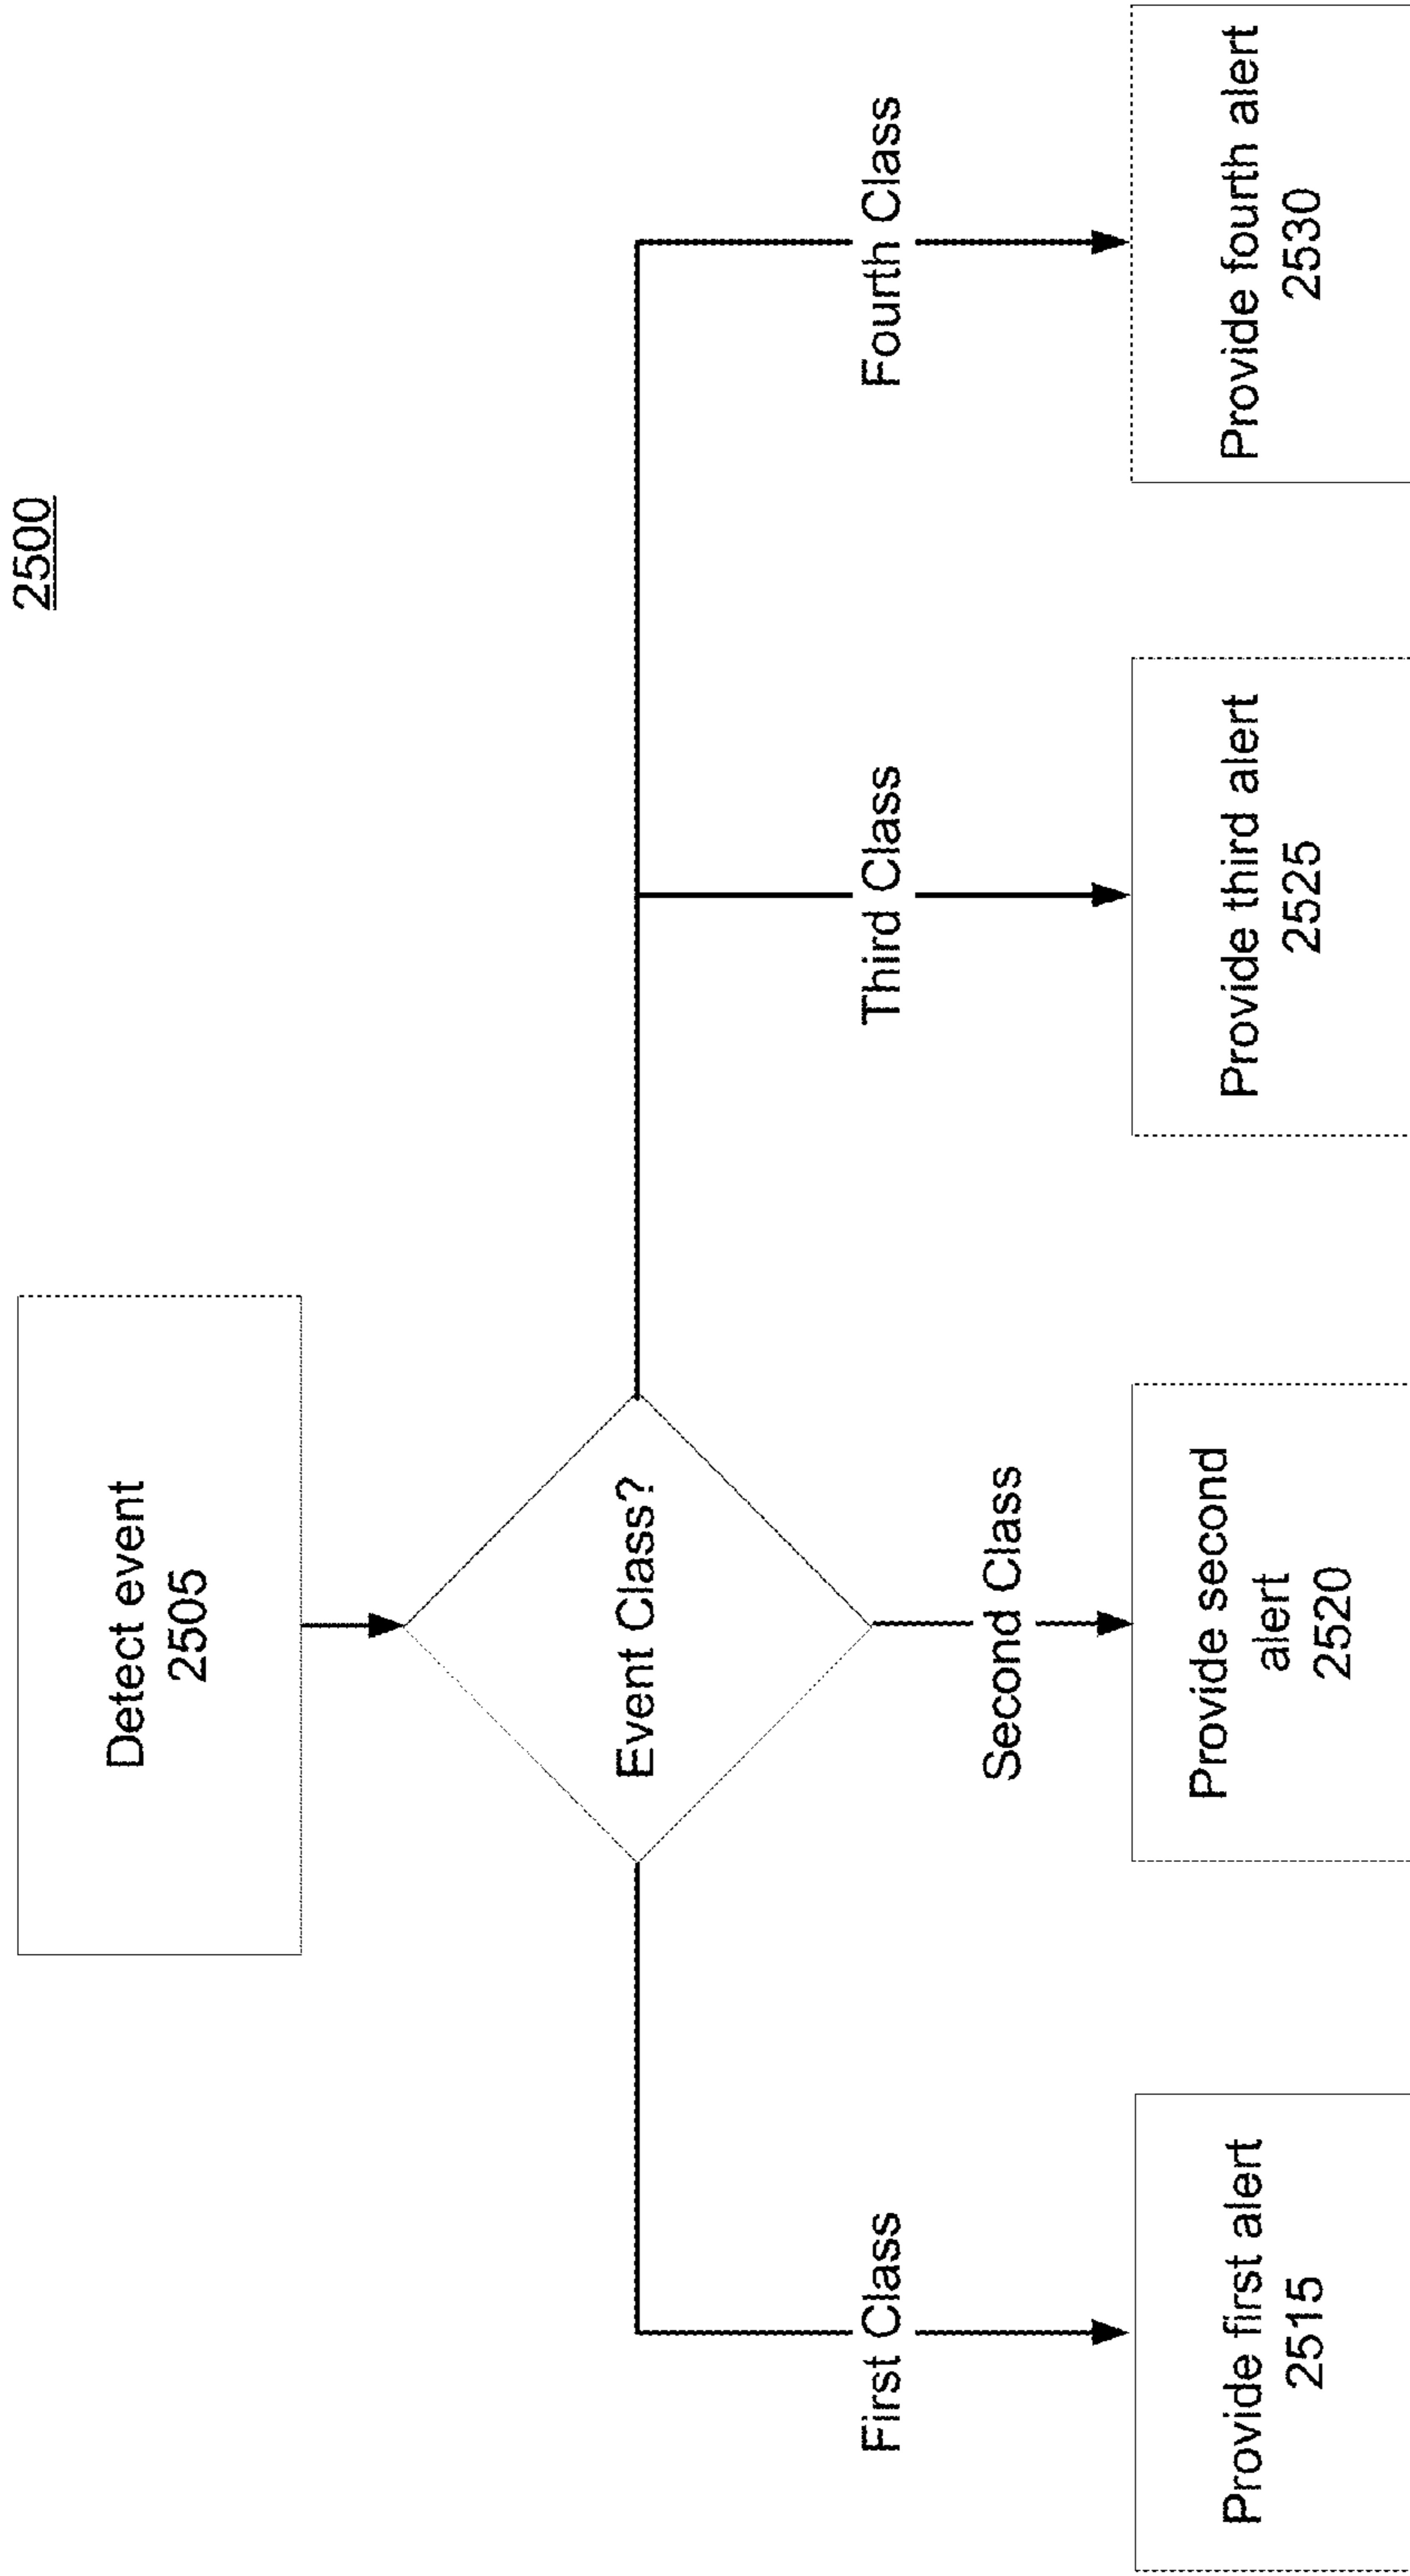 2500
Detect event
2505
Event Class?
First Class
Second Class
Third Class
Fourth Class
Provide first alert
2515
Provide second
alert
2520
Provide third alert
2525
Provide fourth alert
2530